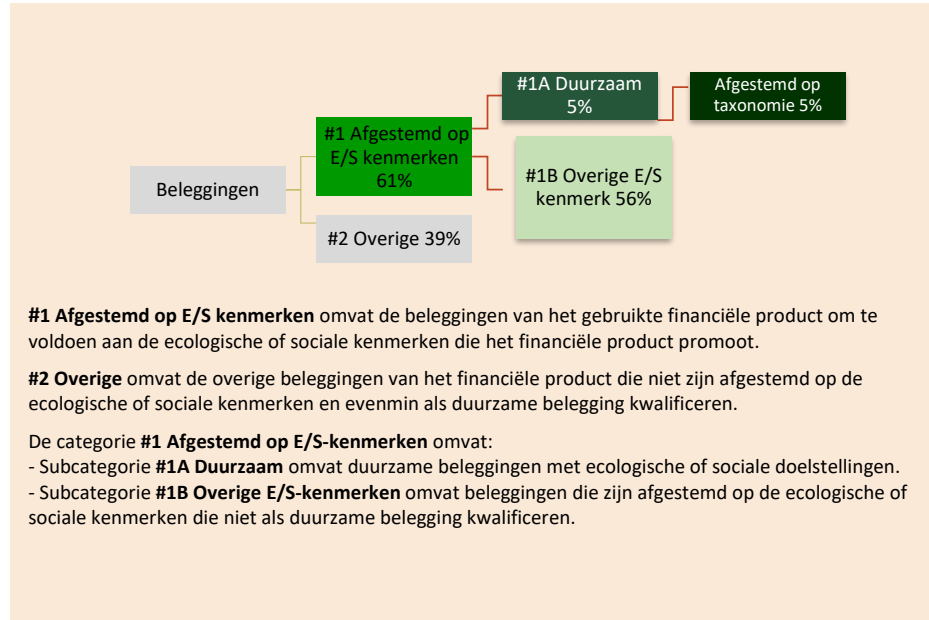 #1A Duurzaam
5%
Afgestemd op
taxonomie 5%
#1 Afgestemd op
E/S kenmerken
61%
#1B Overige E/S
kenmerk 56%
Beleggingen
#2 Overige 39%
#1 Afgestemd op E/S kenmerken omvat de beleggingen van het gebruikte financiële product om te
voldoen aan de ecologische of sociale kenmerken die het financiële product promoot.
#2 Overige omvat de overige beleggingen van het financiële product die niet zijn afgestemd op de
ecologische of sociale kenmerken en evenmin als duurzame belegging kwalificeren.
De categorie #1 Afgestemd op E/S-kenmerken omvat:
- Subcategorie #1A Duurzaam omvat duurzame beleggingen met ecologische of sociale doelstellingen.
- Subcategorie #1B Overige E/S-kenmerken omvat beleggingen die zijn afgestemd op de ecologische of
sociale kenmerken die niet als duurzame belegging kwalificeren.